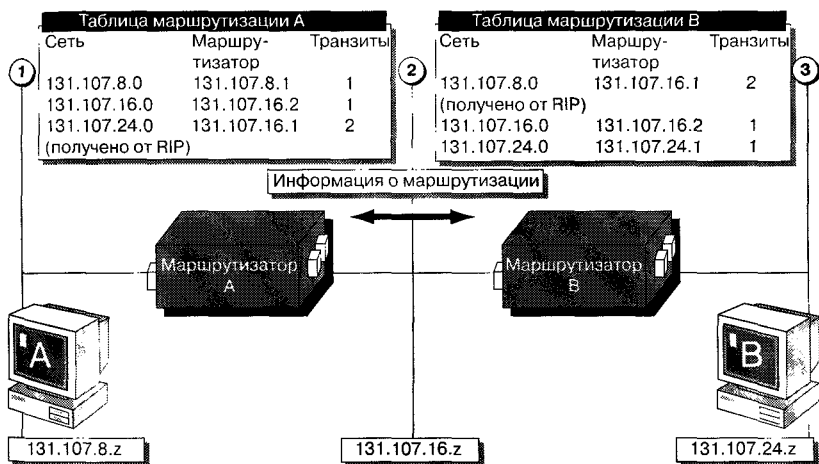 Таблица маршрутизации А
Сеть Маршру- Транзиты
тизатор
131.107.8.0 131.107.8.1 1
131.107.16.0 131.107.16.2 1
131.107.24.0 131.107.16.1 2
(получено от RIP)
Таблица маршрутизации В
Сеть Маршру- Транзиты
тизатор
131.107.8.0 131.107.16.1 2
(получено от RIP)
131.107.16.0 131.107.16.2 1
131.107.24.0 131.107.24.1 1
1
2
3
Информация о маршрутизации
Маршрутизатор
А
Маршрутизатор
В
A
B
131.107.8.z
131.107.16.z
131.107.24.z